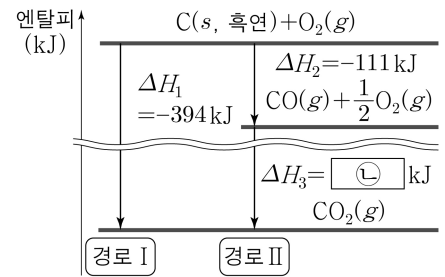 엔탈피
(kJ)
C(s, 흑연)+O₂(g)
ΔH₁
=−394 kJ
ΔH₂=−111 kJ
CO(g)+1/2O₂(g)
ΔH₃= ㉡ kJ
CO₂(g)
경로 Ⅰ
경로 Ⅱ